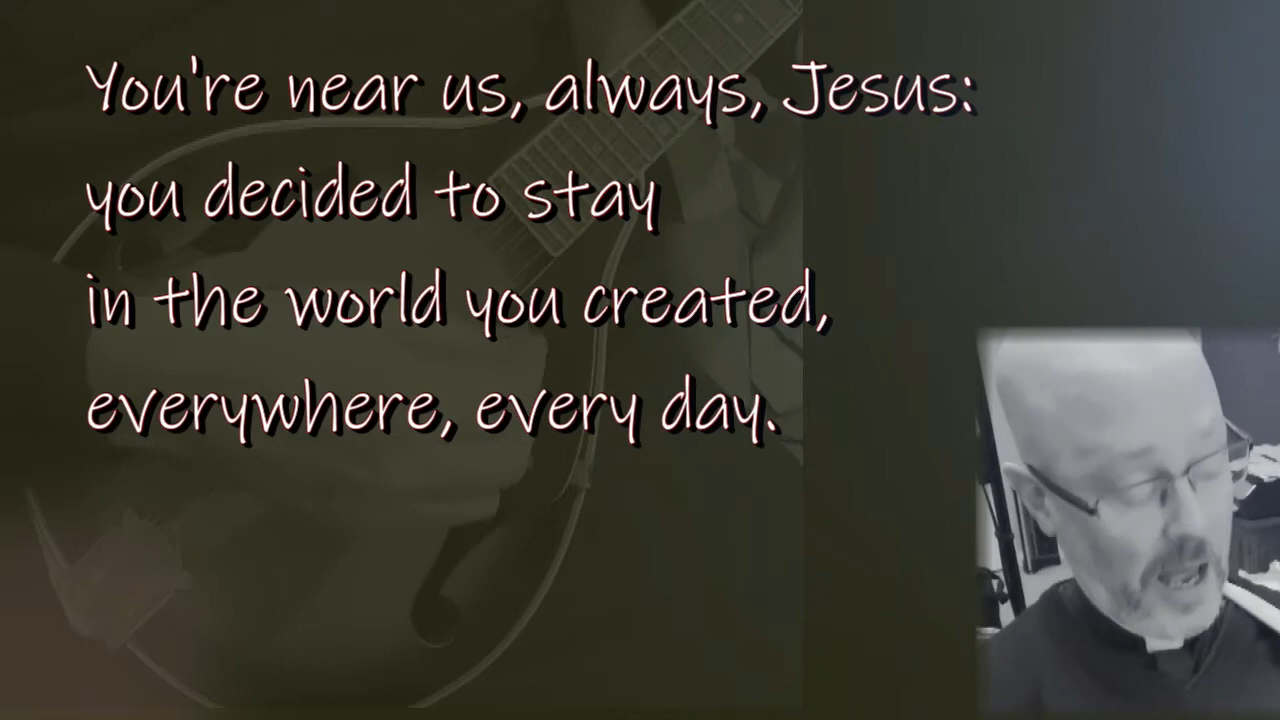 You're near us, always, Jesus:
you decided to stay
in the world you created,
everywhere, every day.